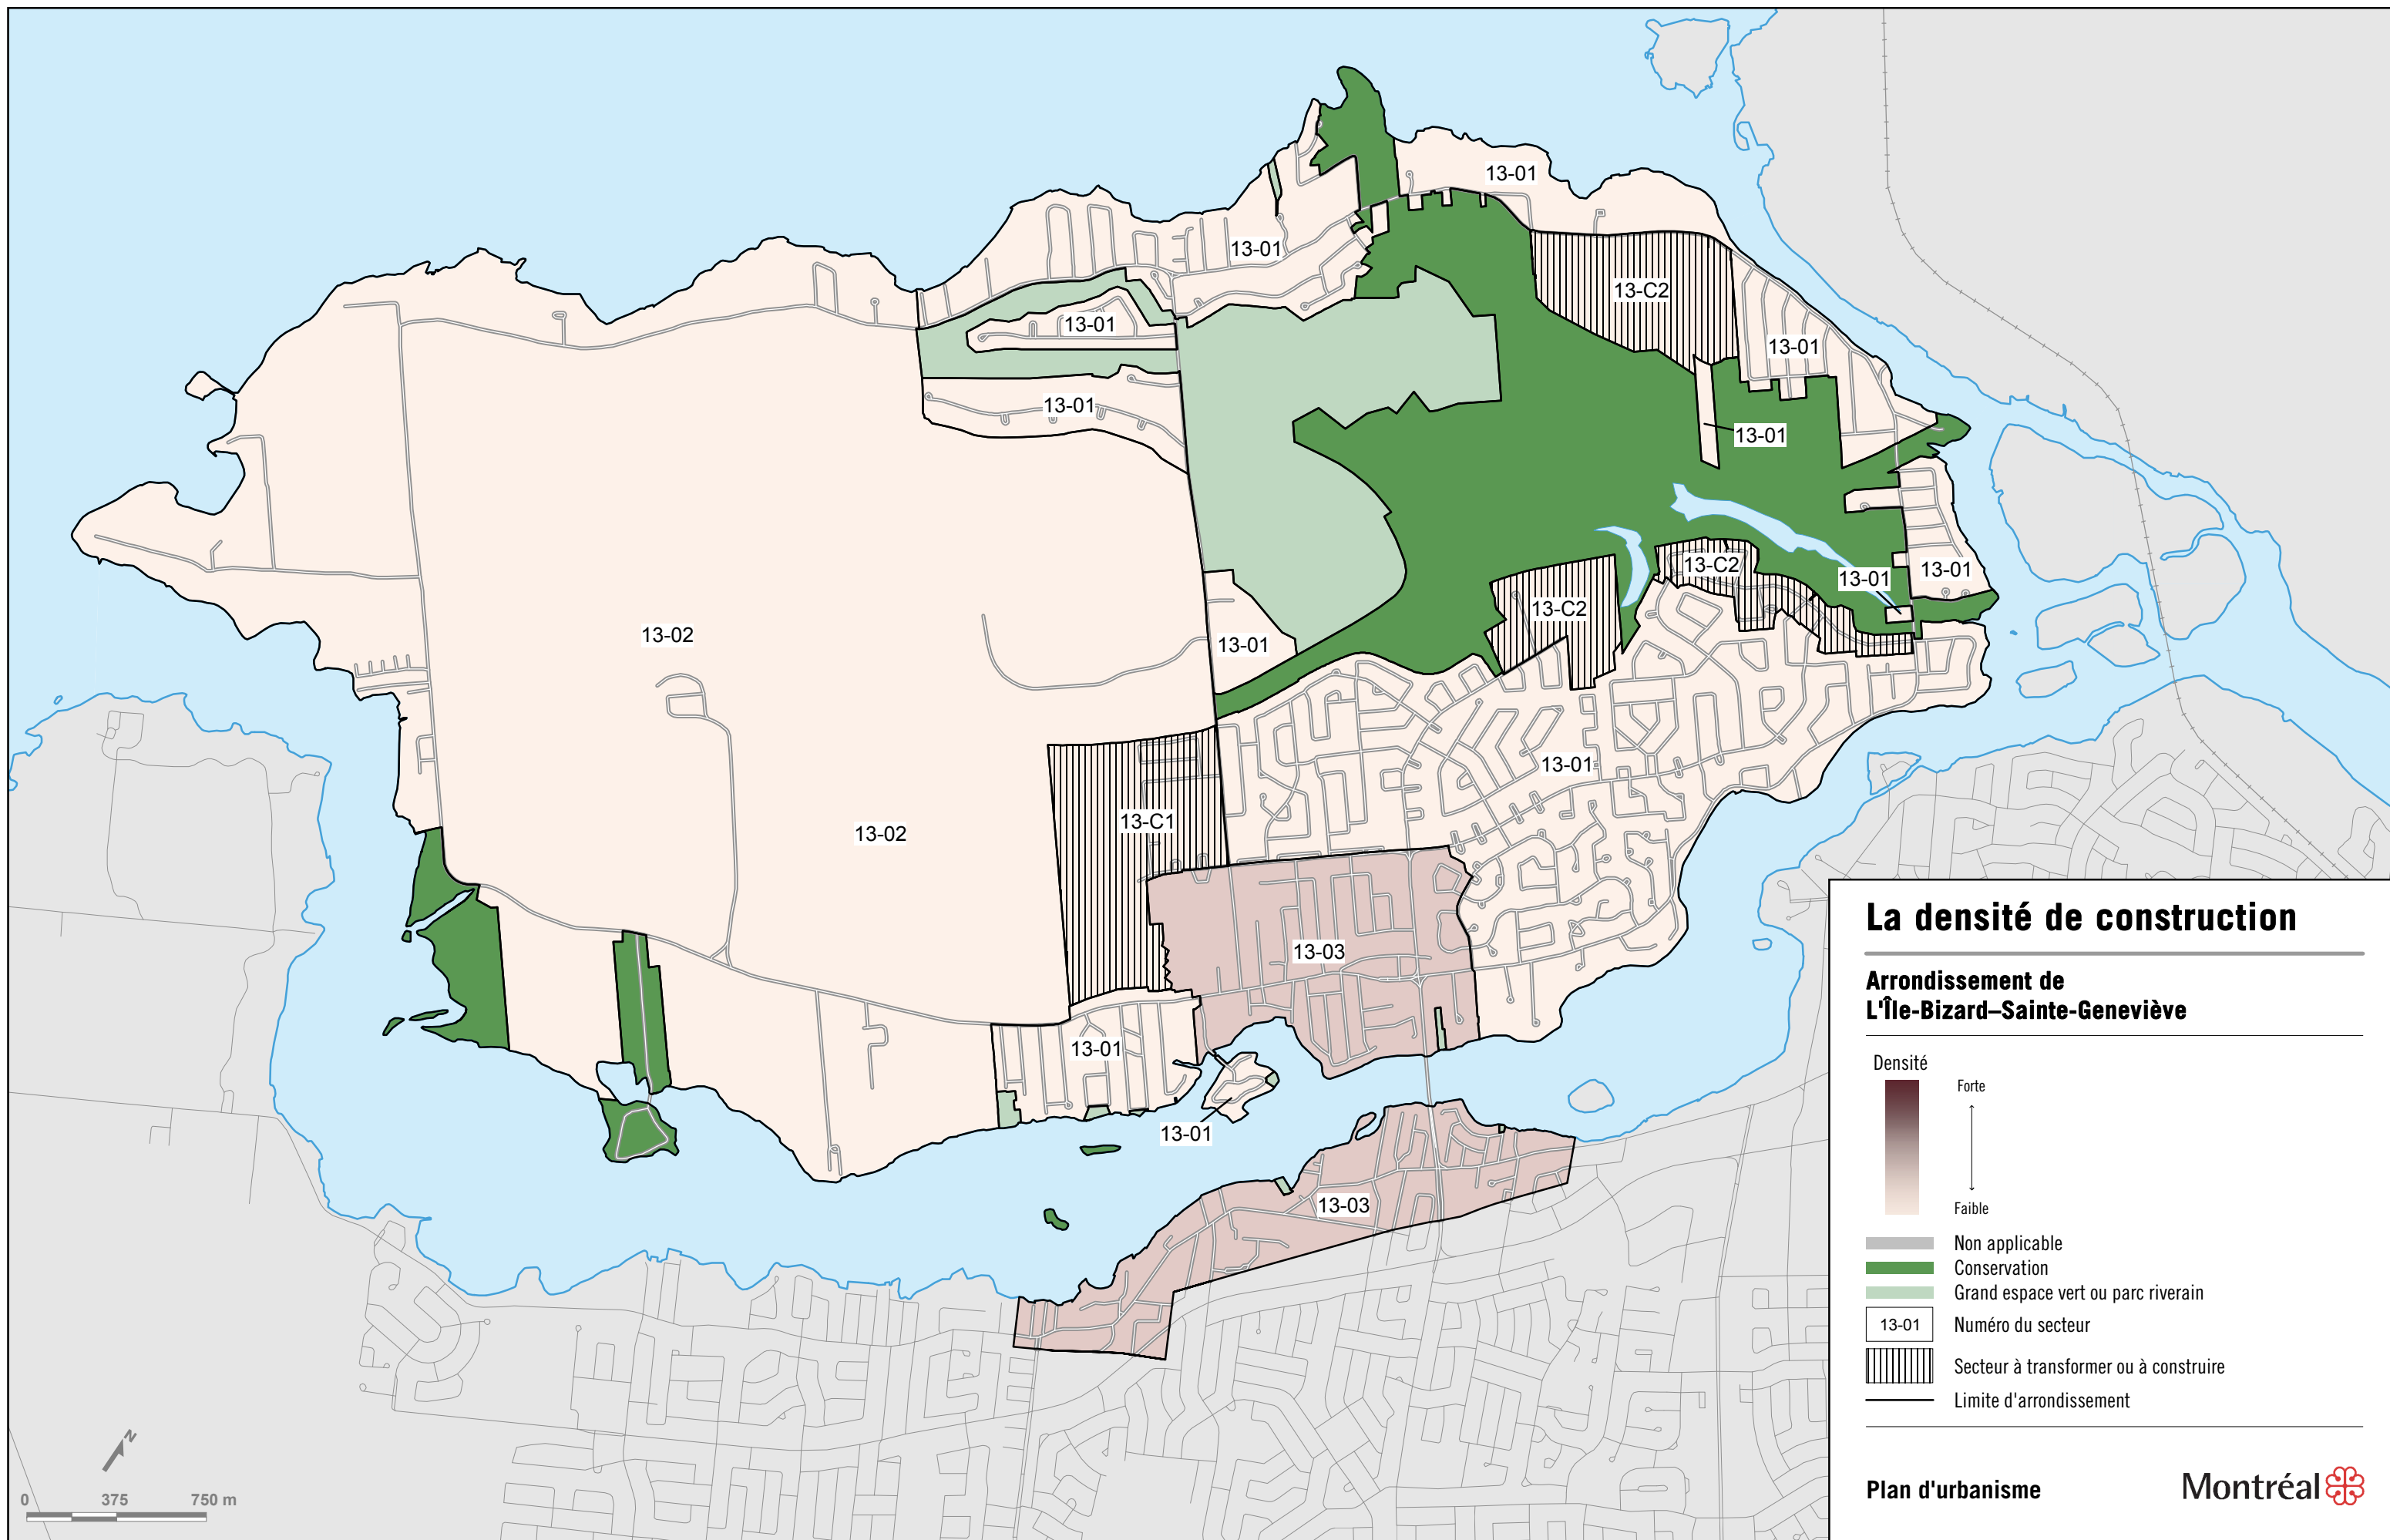 13-01
13-01
13-C2
13-01
13-01
13-01
13-01
13-C2
13-01
13-01
13-C2
13-02
13-01
13-01
13-C1
13-02
13-03
13-01
13-01
13-03
La densité de construction
Arrondissement de
L'Île-Bizard–Sainte-Geneviève
Densité
Forte
Faible
Non applicable
Conservation
Grand espace vert ou parc riverain
13-01 Numéro du secteur
Secteur à transformer ou à construire
Limite d'arrondissement
Plan d'urbanisme
Montréal
N
0 375 750 m